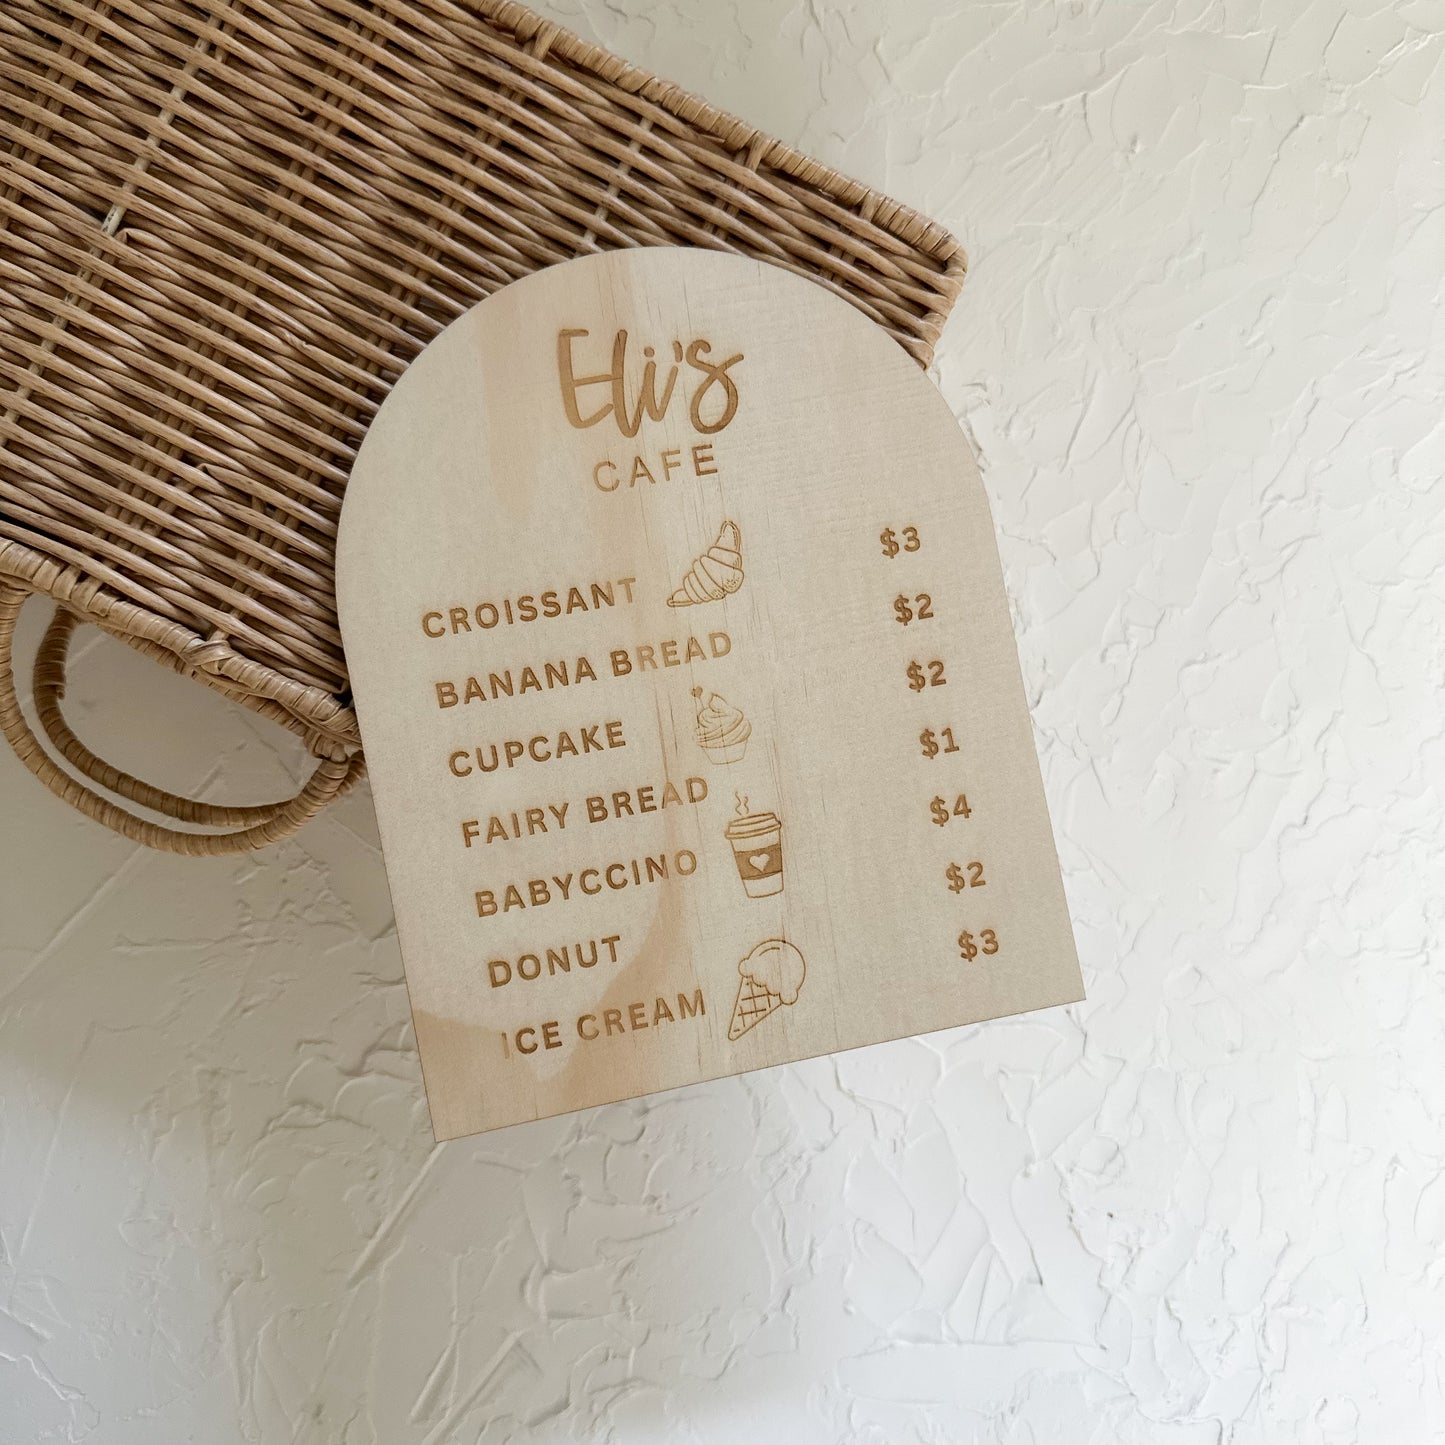 Eli's
CAFE
CROISSANT $3
BANANA BREAD $2
CUPCAKE $2
FAIRY BREAD $1
BABYCCINO $4
DONUT $2
ICE CREAM $3